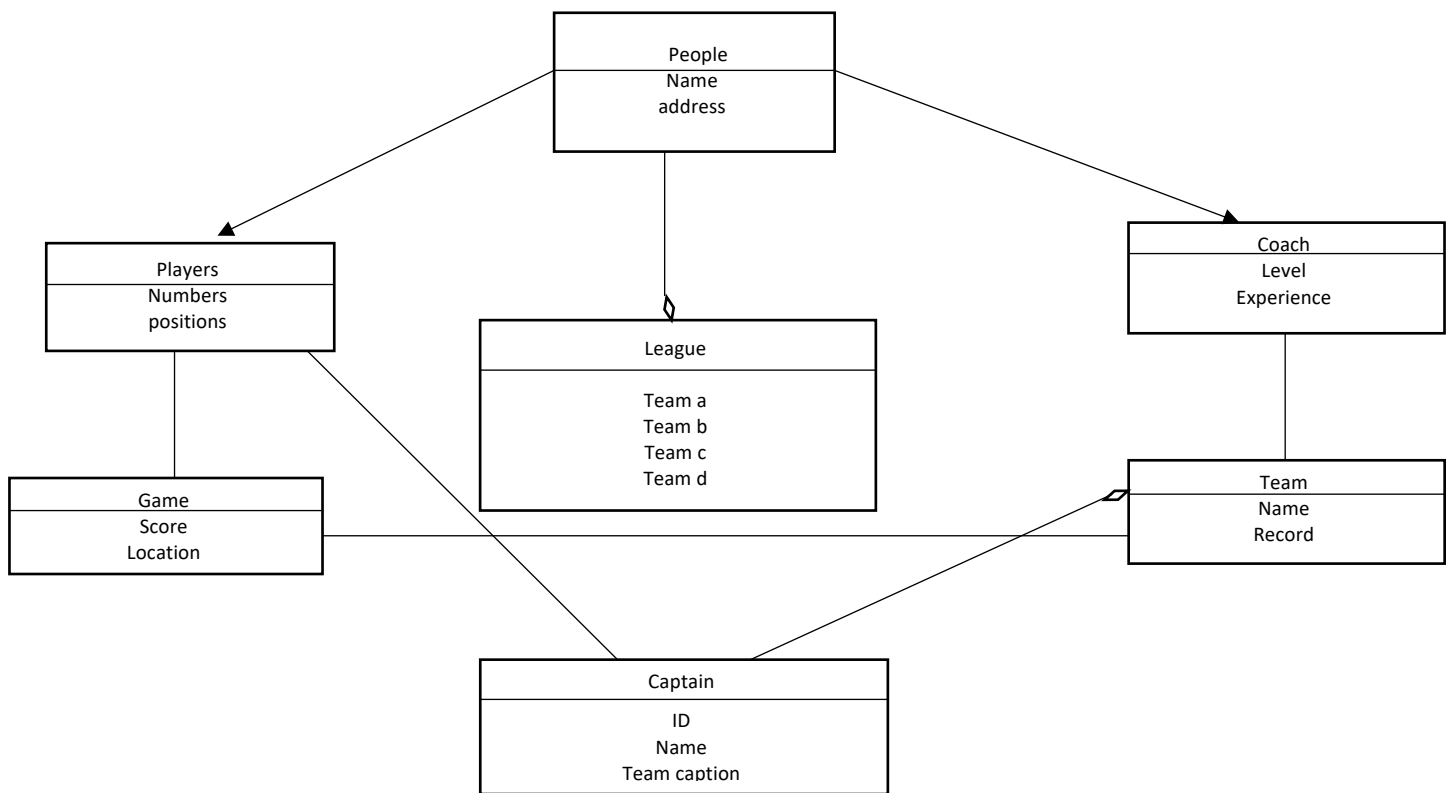 People
Name
address
Players
Numbers
positions
Coach
Level
Experience
League
Team a
Team b
Team c
Team d
Game
Score
Location
Team
Name
Record
Captain
ID
Name
Team caption